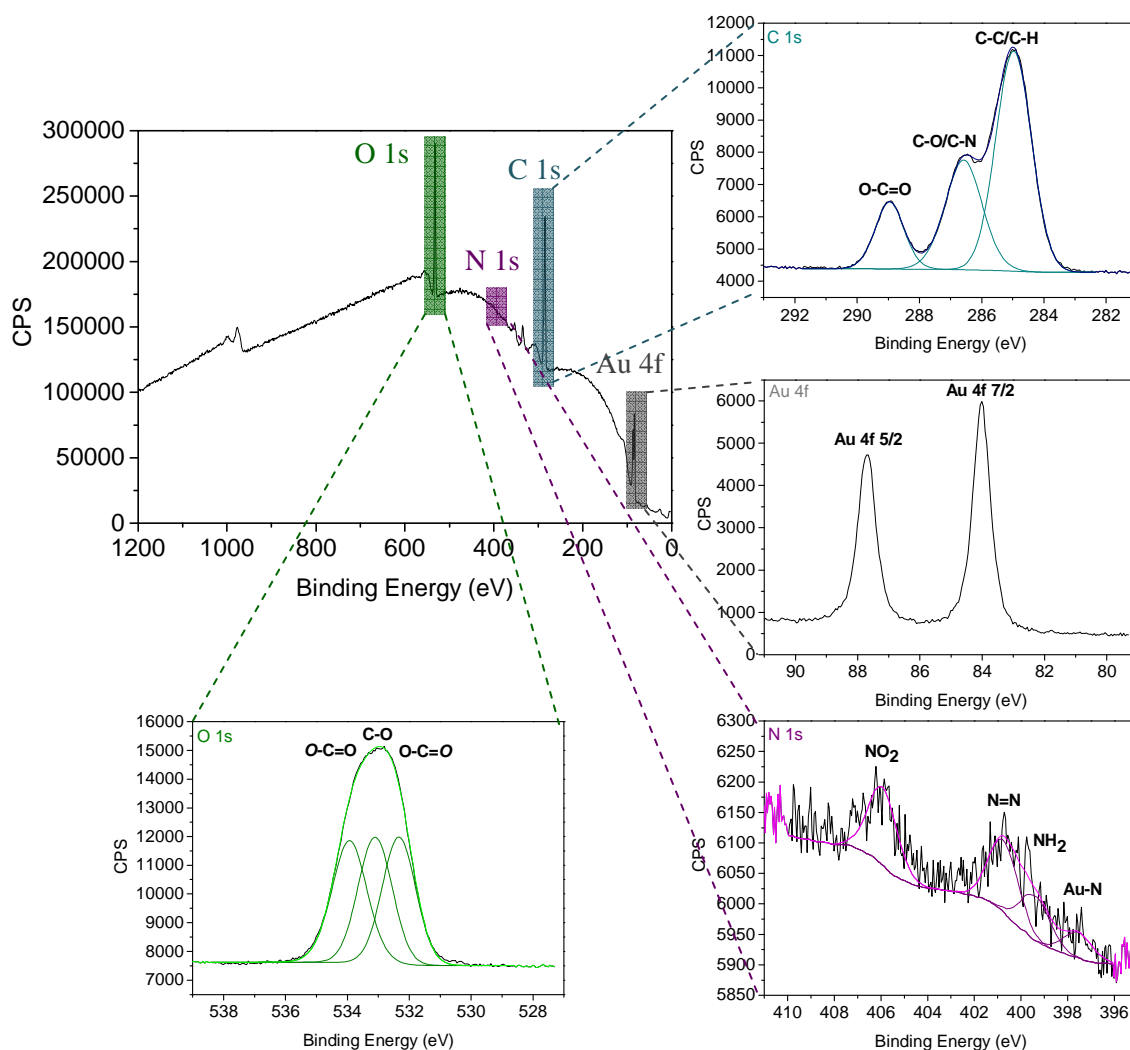 300000
250000
200000
150000
100000
50000
0
CPS
O 1s
C 1s
N 1s
Au 4f
1200 1000 800 600 400 200 0
Binding Energy (eV)
12000
11000
10000
9000
8000
7000
6000
5000
4000
CPS
C 1s
C-C/C-H
C-O/C-N
O-C=O
292 290 288 286 284 282
Binding Energy (eV)
6000
5000
4000
3000
2000
1000
0
CPS
Au 4f
Au 4f 7/2
Au 4f 5/2
90 88 86 84 82 80
Binding Energy (eV)
16000
15000
14000
13000
12000
11000
10000
9000
8000
7000
CPS
O 1s
C-O
O-C=O O-C=O
538 536 534 532 530 528
Binding Energy (eV)
6300
6250
6200
6150
6100
6050
6000
5950
5900
5850
CPS
N 1s
NO2
N=N
NH2
Au-N
410 408 406 404 402 400 398 396
Binding Energy (eV)